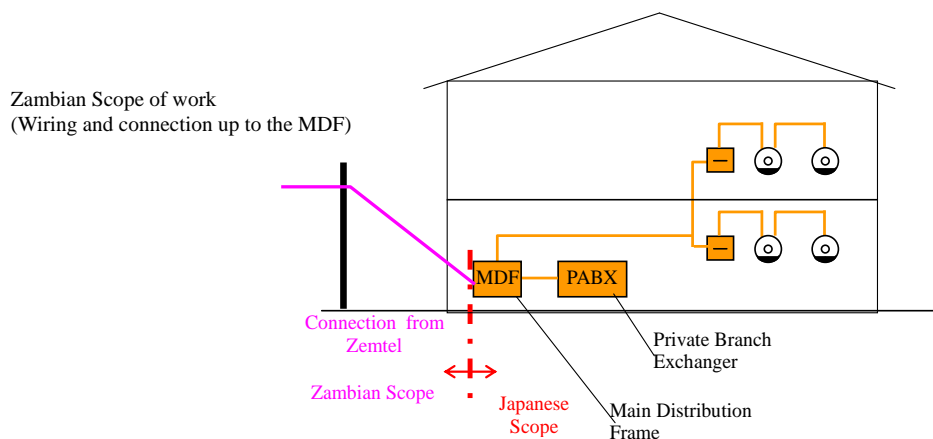 Zambian Scope of work
(Wiring and connection up to the MDF)
MDF
PABX
Connection from
Zemtel
Private Branch
Exchanger
Zambian Scope
Japanese
Scope
Main Distribution
Frame